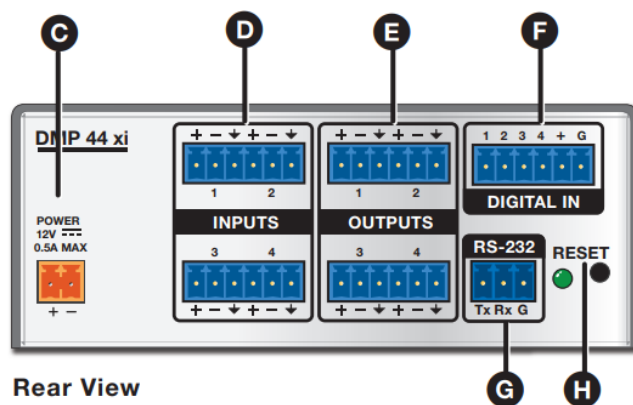 C D E F
DMP 44 xi
+ – ⏚ + – ⏚
1 2
INPUTS
3 4
+ – ⏚ + – ⏚
+ – ⏚ + – ⏚
1 2
OUTPUTS
3 4
+ – ⏚ + – ⏚
1 2 3 4 + G
DIGITAL IN
POWER
12V ⎓
0.5A MAX
+ –
RS-232
Tx Rx G
RESET
Rear View
G H